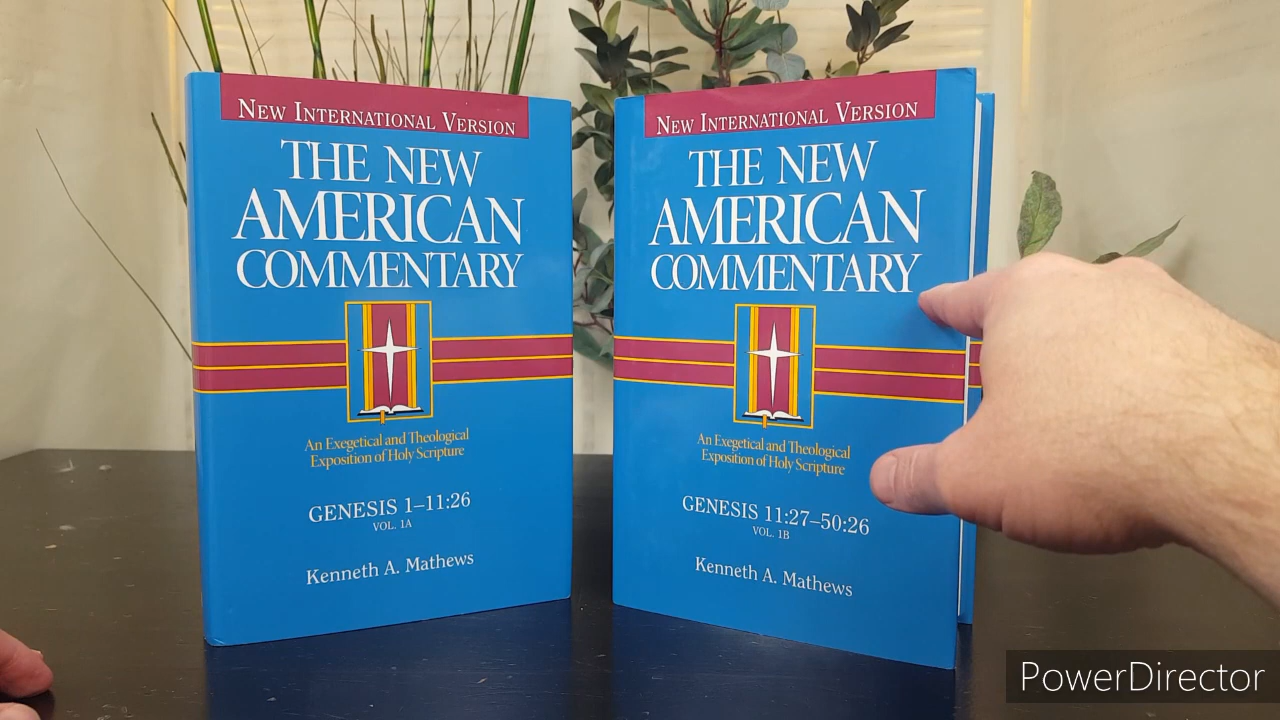 NEW INTERNATIONAL VERSION
THE NEW
AMERICAN
COMMENTARY
An Exegetical and Theological
Exposition of Holy Scripture
GENESIS 1–11:26
VOL. 1A
Kenneth A. Mathews
NEW INTERNATIONAL VERSION
THE NEW
AMERICAN
COMMENTARY
An Exegetical and Theological
Exposition of Holy Scripture
GENESIS 11:27–50:26
VOL. 1B
Kenneth A. Mathews
PowerDirector